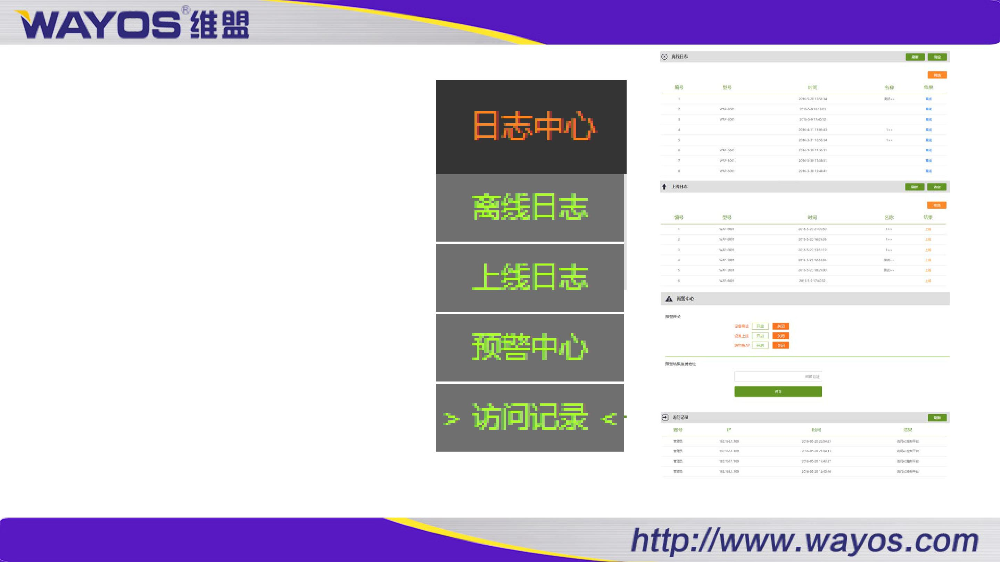 WAYOS®维盟
日志中心
离线日志
上线日志
预警中心
> 访问记录 <
离线日志 刷新 清空
筛选
编号 型号 时间 名称 结果
1 2016-5-20 13:51:34 测试>> 离线
2 WAP-8001 2016-5-9 18:18:03 离线
3 WAP-8001 2016-5-9 17:40:12 离线
4 2016-4-11 11:01:43 1>> 离线
5 2016-3-31 16:55:14 1>> 离线
6 WAP-6001 2016-3-30 17:36:31 离线
7 WAP-8001 2016-3-30 17:36:31 离线
8 WAP-6001 2016-3-30 13:44:41 离线
上线日志 刷新 清空
筛选
编号 型号 时间 名称 结果
1 WAP-6001 2016-5-20 21:05:50 1>> 上线
2 WAP-6001 2016-5-20 16:39:36 1>> 上线
3 WAP-6001 2016-5-20 13:51:19 1>> 上线
4 WAP-5001 2016-5-20 12:50:04 测试>> 上线
5 WAP-5001 2016-5-20 10:29:00 测试>> 上线
6 WAP-8001 2016-5-9 17:40:32 上线
预警中心
预警开关
设备离线 开启 关闭
设备上线 开启 关闭
防钓鱼AP 开启 关闭
预警结果接受地址
邮箱地址
保存
访问记录 刷新
账号 IP 时间 结果
管理员 192.168.1.100 2016-05-20 22:04:23 访问AC控制平台
管理员 192.168.1.100 2016-05-20 21:04:13 访问AC控制平台
管理员 192.168.1.100 2016-05-20 17:43:27 访问AC控制平台
管理员 192.168.1.100 2016-05-20 16:42:46 访问AC控制平台
http://www.wayos.com